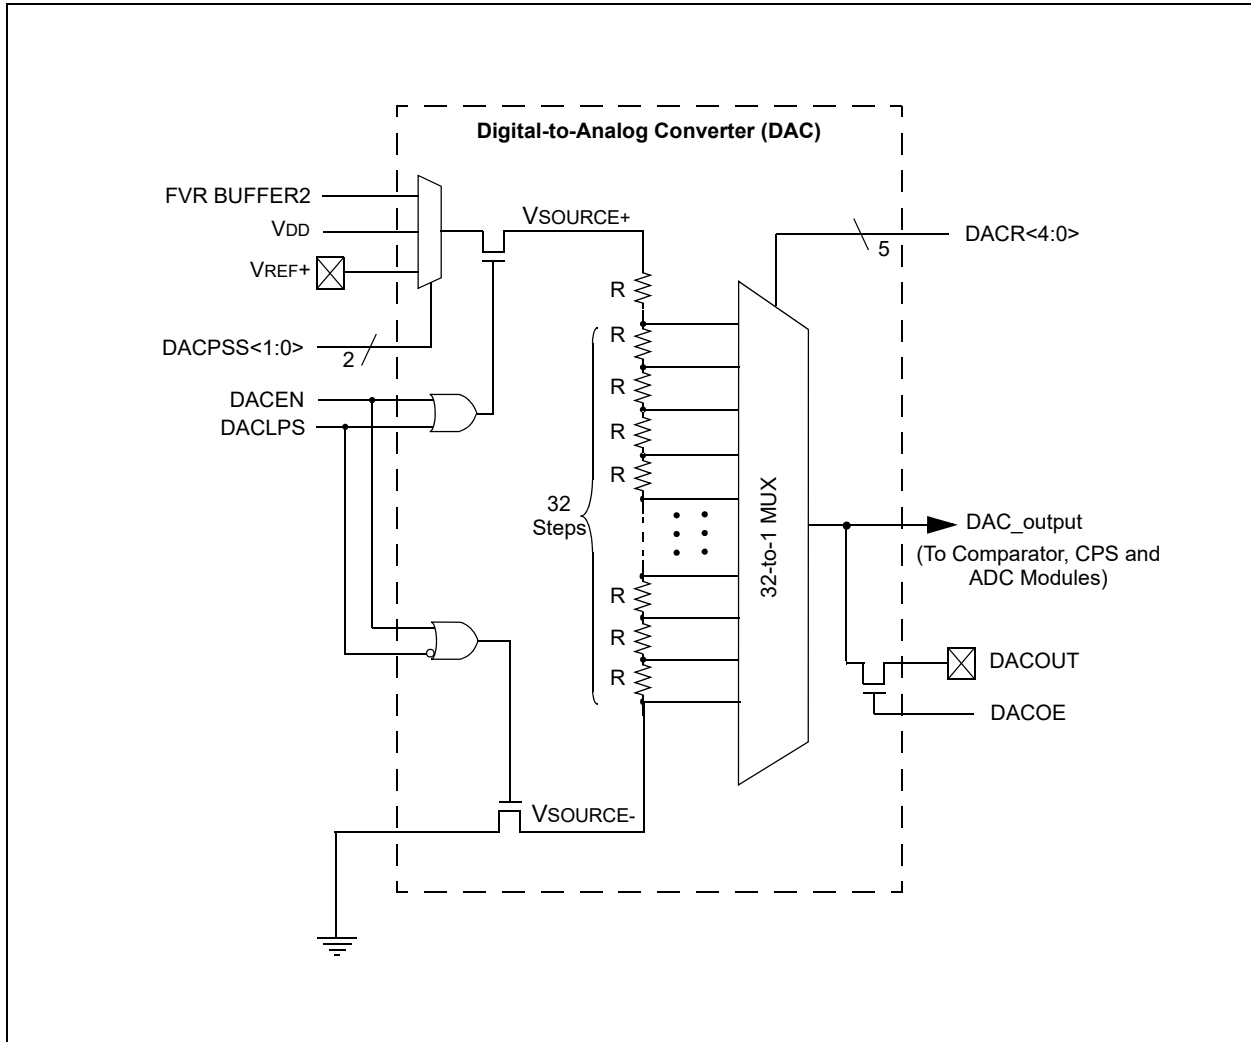 Digital-to-Analog Converter (DAC)
FVR BUFFER2
VDD
VREF+
DACPSS<1:0>
2
DACEN
DACLPS
VSOURCE+
R
R
R
R
R
32
Steps
R
R
R
VSOURCE-
32-to-1 MUX
5
DACR<4:0>
DAC_output
(To Comparator, CPS and
ADC Modules)
DACOUT
DACOE